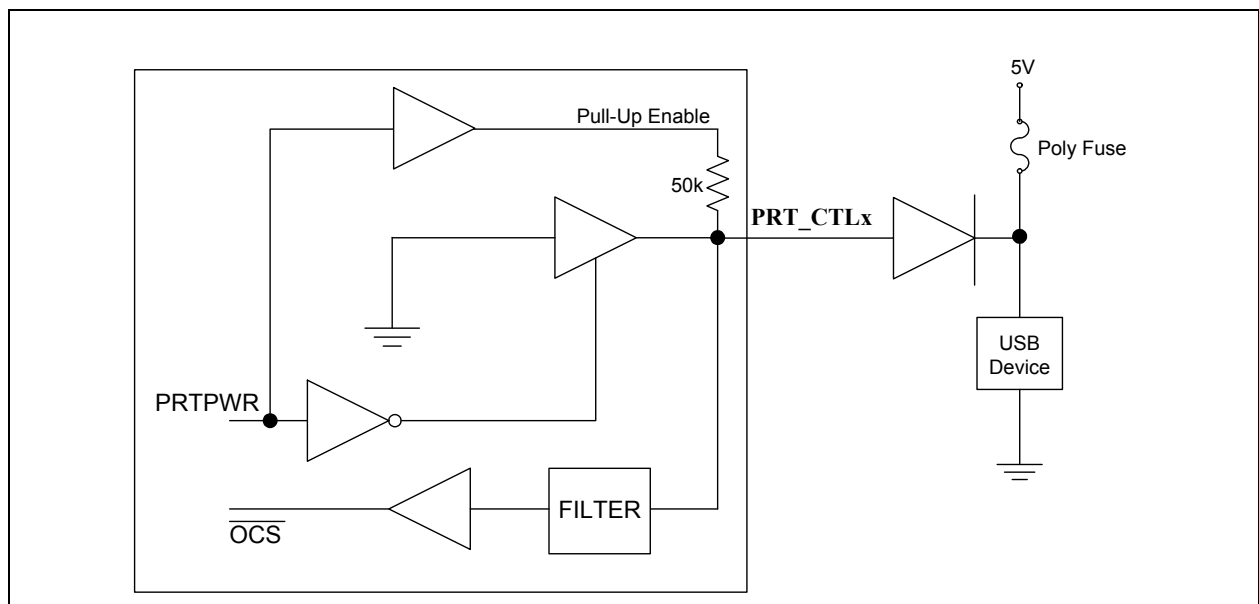 5V
Pull-Up Enable
Poly Fuse
50k
PRT_CTLx
USB
Device
PRTPWR
FILTER
OCS